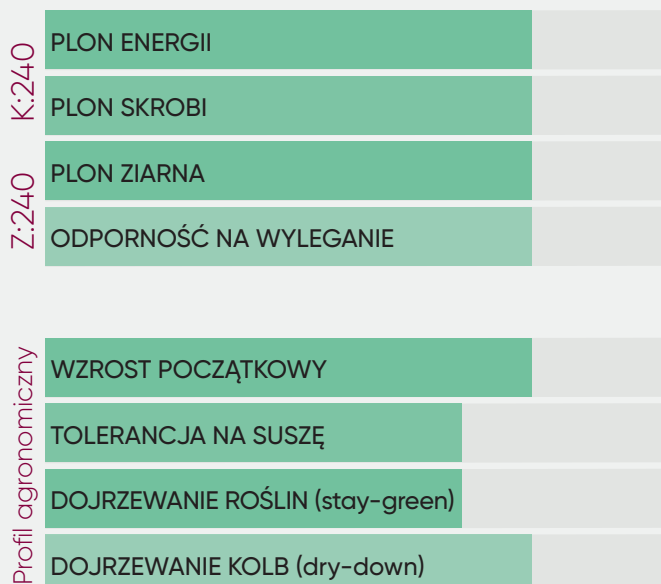 K:240
PLON ENERGII
PLON SKROBI
Z:240
PLON ZIARNA
ODPORNOŚĆ NA WYLEGANIE
Profil agronomiczny
WZROST POCZĄTKOWY
TOLERANCJA NA SUSZĘ
DOJRZEWANIE ROŚLIN (stay-green)
DOJRZEWANIE KOLB (dry-down)